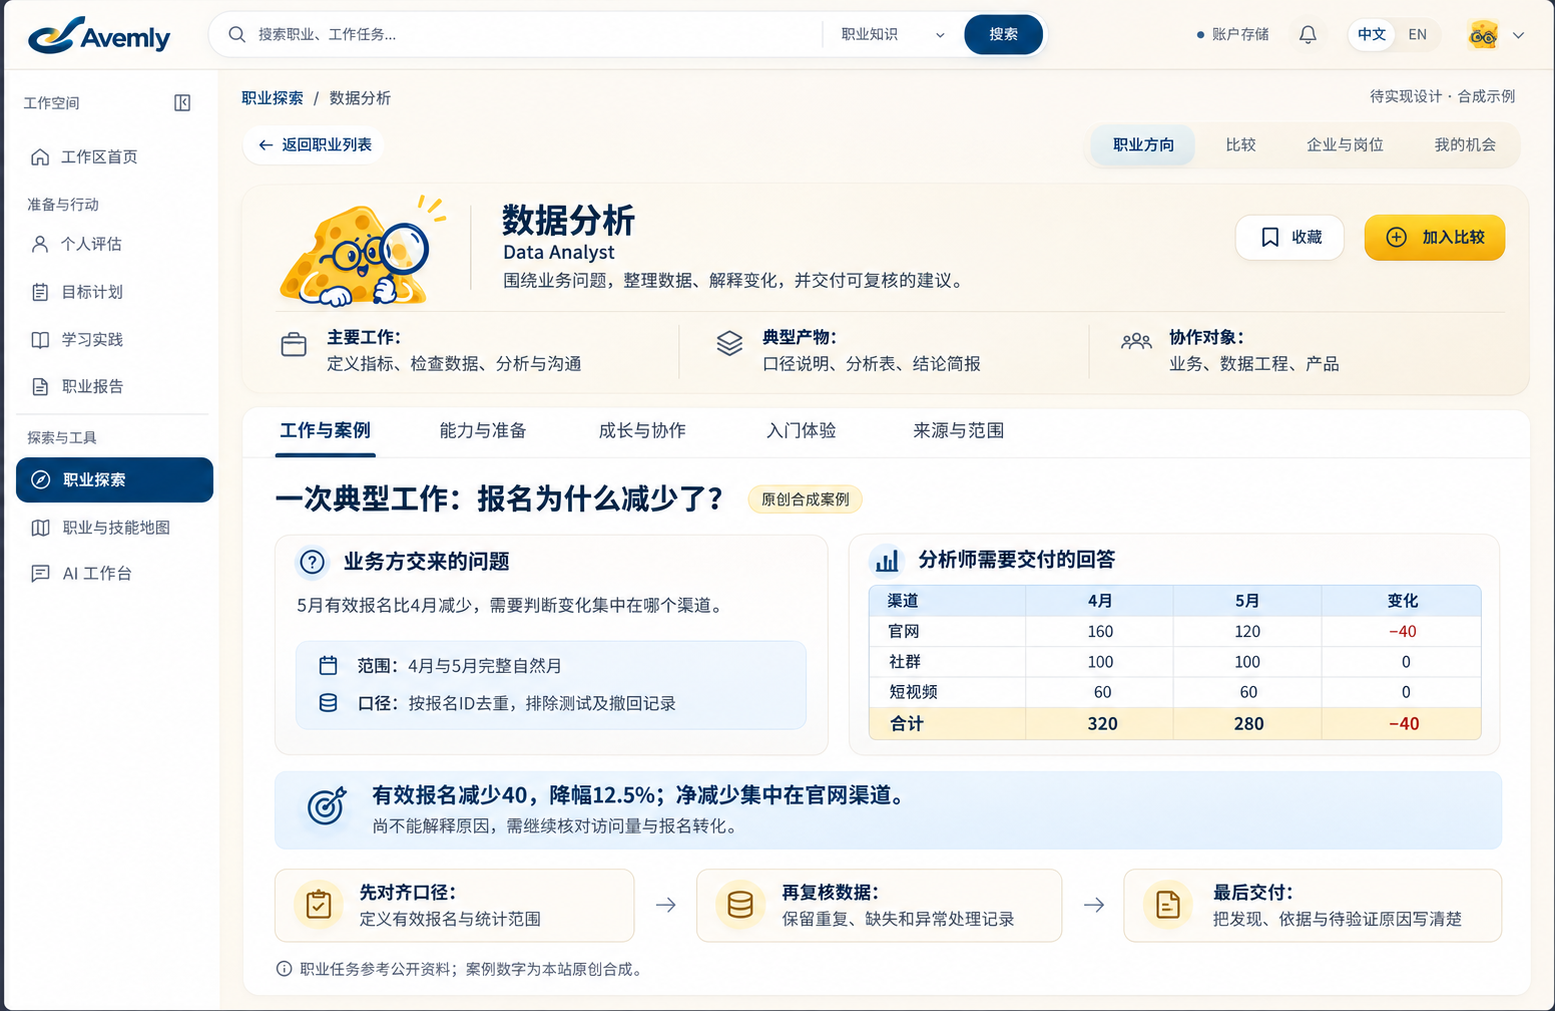 Avemly
搜索职业、工作任务...
职业知识
搜索
账户存储
中文
EN
工作空间
工作区首页
准备与行动
个人评估
目标计划
学习实践
职业报告
探索与工具
职业探索
职业与技能地图
AI 工作台
职业探索 / 数据分析
待实现设计 · 合成示例
← 返回职业列表
职业方向
比较
企业与岗位
我的机会
数据分析
Data Analyst
围绕业务问题，整理数据、解释变化，并交付可复核的建议。
收藏
加入比较
主要工作：
定义指标、检查数据、分析与沟通
典型产物：
口径说明、分析表、结论简报
协作对象：
业务、数据工程、产品
工作与案例
能力与准备
成长与协作
入门体验
来源与范围
一次典型工作：报名为什么减少了？
原创合成案例
业务方交来的问题
5月有效报名比4月减少，需要判断变化集中在哪个渠道。
范围：4月与5月完整自然月
口径：按报名ID去重，排除测试及撤回记录
分析师需要交付的回答
渠道 4月 5月 变化
官网 160 120 −40
社群 100 100 0
短视频 60 60 0
合计 320 280 −40
有效报名减少40，降幅12.5%；净减少集中在官网渠道。
尚不能解释原因，需继续核对访问量与报名转化。
先对齐口径：
定义有效报名与统计范围
→
再复核数据：
保留重复、缺失和异常处理记录
→
最后交付：
把发现、依据与待验证原因写清楚
职业任务参考公开资料；案例数字为本站原创合成。